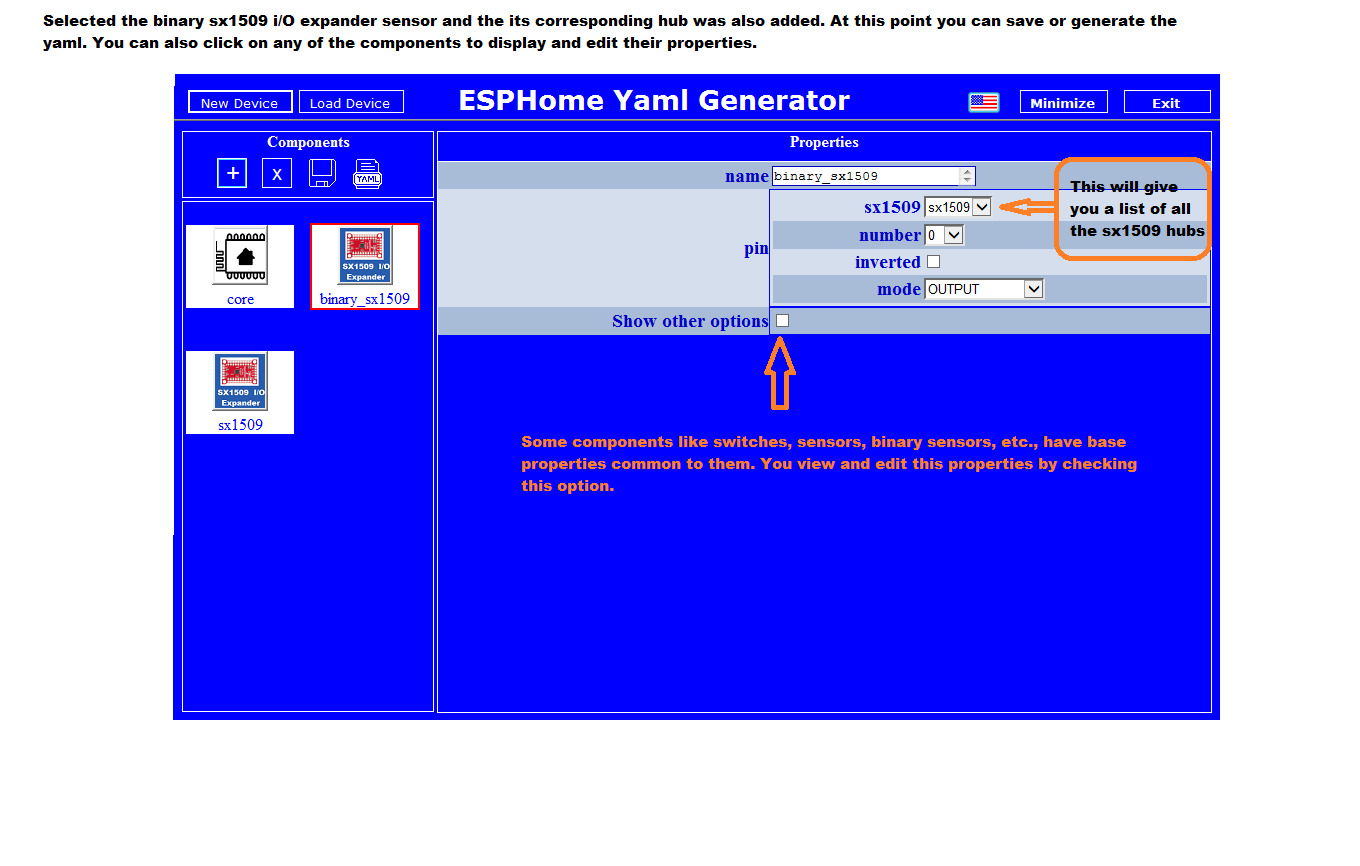 Selected the binary sx1509 i/O expander sensor and the its corresponding hub was also added. At this point you can save or generate the
yaml. You can also click on any of the components to display and edit their properties.
New Device
Load Device
ESPHome Yaml Generator
Minimize
Exit
Components
+
X
YAML
core
SX1509 I/O
Expander
binary_sx1509
SX1509 I/O
Expander
sx1509
Properties
name binary_sx1509
pin
sx1509 sx1509
number 0
inverted
mode OUTPUT
Show other options
This will give
you a list of all
the sx1509 hubs
Some components like switches, sensors, binary sensors, etc., have base
properties common to them. You view and edit this properties by checking
this option.